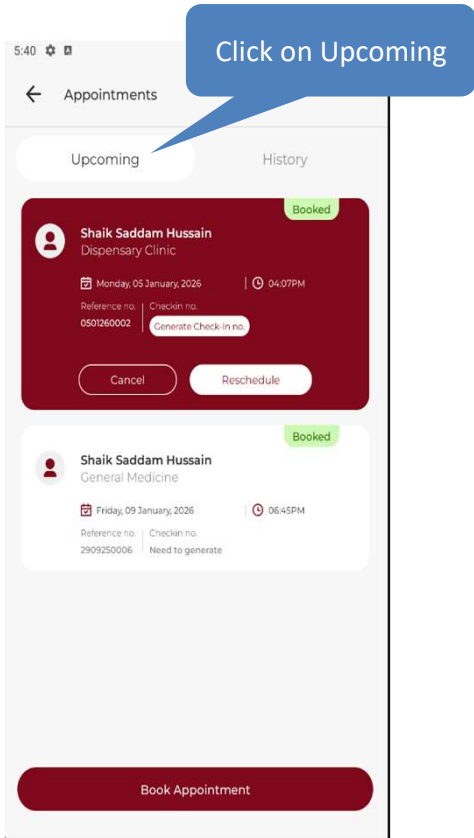 Click on Upcoming
5:40
Appointments
Upcoming
History
Booked
Shaik Saddam Hussain
Dispensary Clinic
Monday, 05 January, 2026
04:07PM
Reference no.
Checkin no.
0501260002
Generate Check-In no.
Cancel
Reschedule
Booked
Shaik Saddam Hussain
General Medicine
Friday, 09 January, 2026
06:45PM
Reference no.
Checkin no.
2909250006
Need to generate
Book Appointment